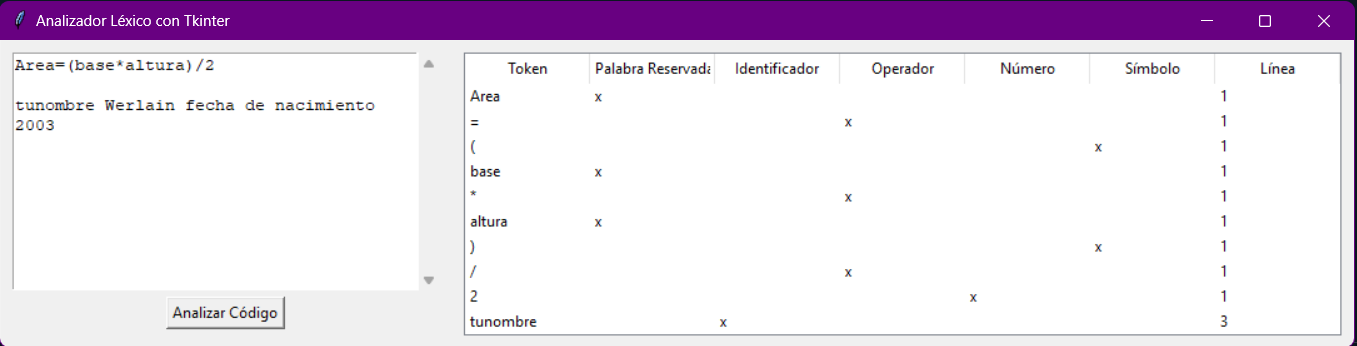 Analizador Léxico con Tkinter
Area=(base*altura)/2
tunombre Werlain fecha de nacimiento
2003
Analizar Código
Token Palabra Reservada Identificador Operador Número Símbolo Línea
Area x 1
= x 1
( x 1
base x 1
* x 1
altura x 1
) x 1
/ x 1
2 x 1
tunombre x 3